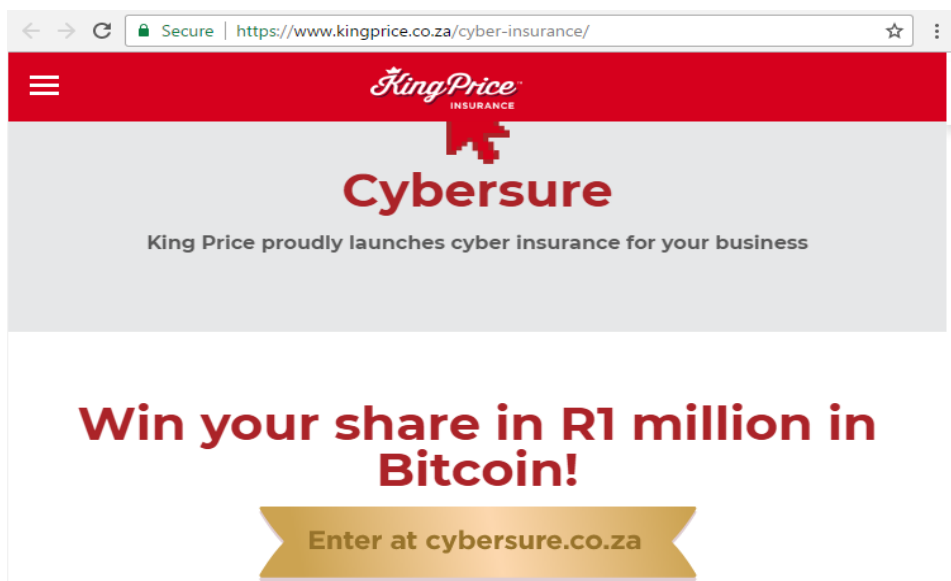 Secure | https://www.kingprice.co.za/cyber-insurance/
King Price™
INSURANCE
Cybersure
King Price proudly launches cyber insurance for your business
Win your share in R1 million in
Bitcoin!
Enter at cybersure.co.za